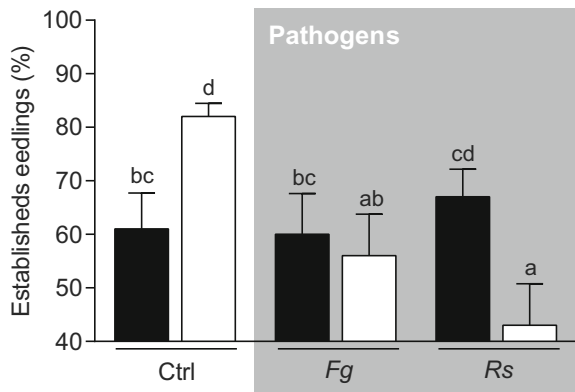 Pathogens
Establisheds eedlings (%)
100
90
80
70
60
50
40
bc
d
bc
ab
cd
a
Ctrl
Fg
Rs